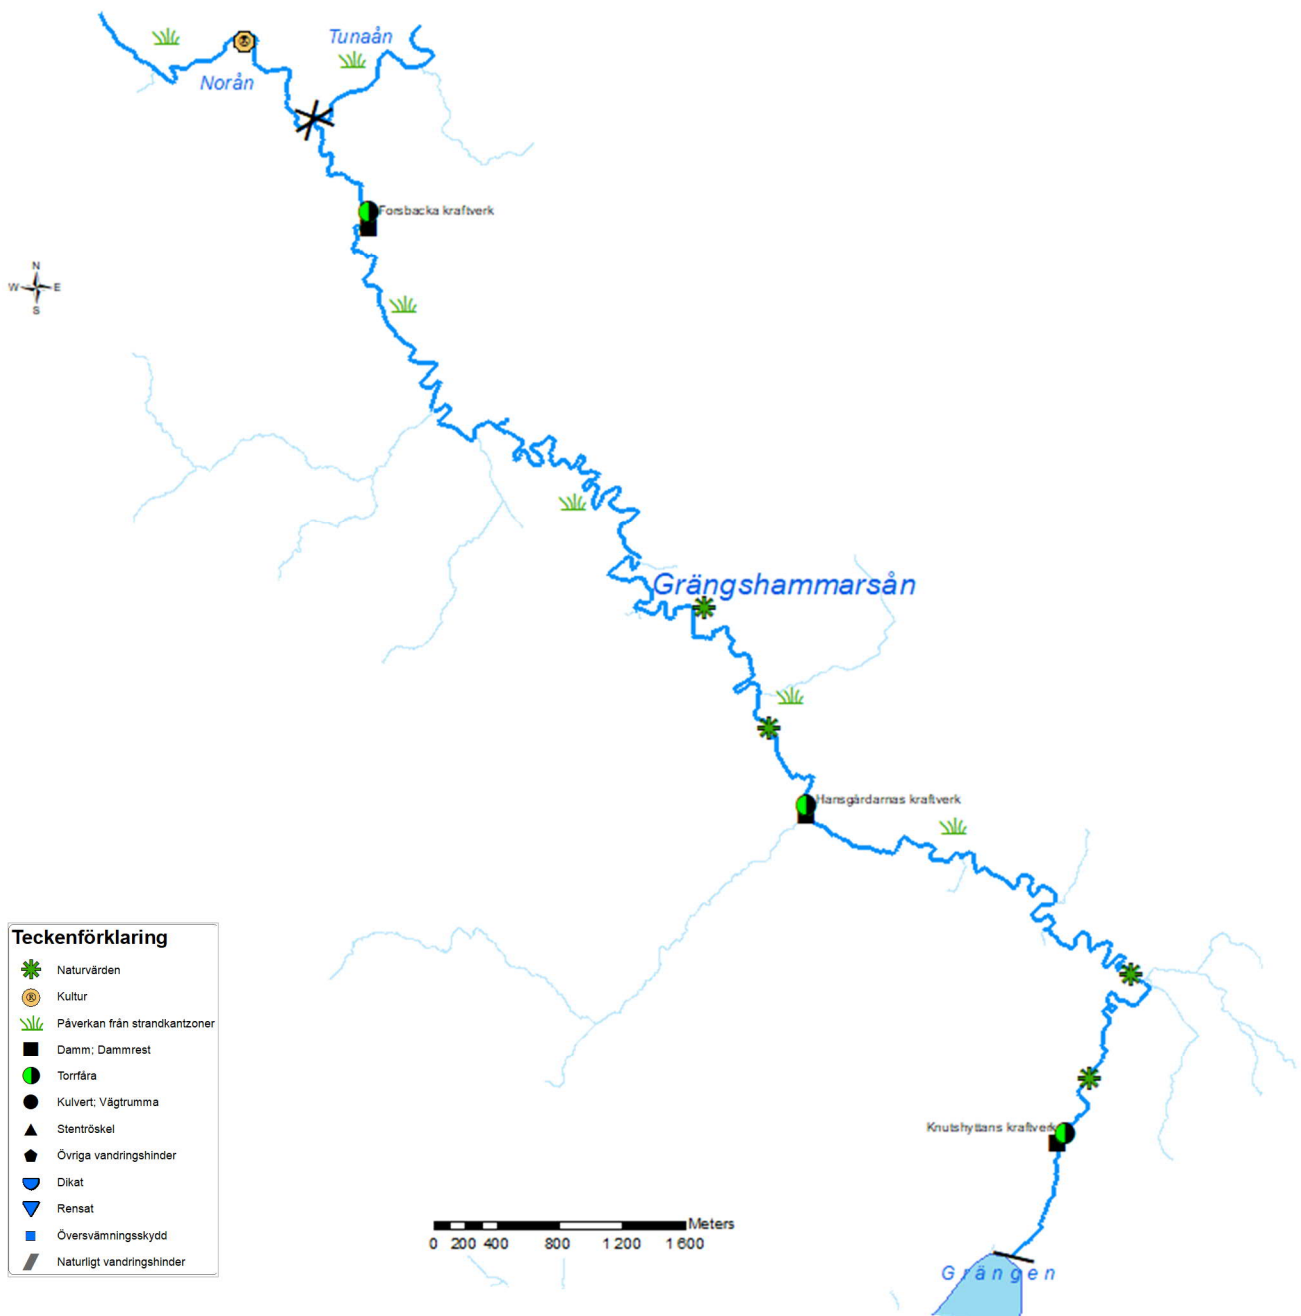 Tunaån
Norån
Forsbacka kraftverk
N
W E
S
Grängshammarsån
Hansgårdarnas kraftverk
Teckenförklaring
Naturvärden
Kultur
Påverkan från strandkantzoner
Damm; Dammrest
Torrfåra
Kulvert; Vägtrumma
Stentröskel
Övriga vandringshinder
Dikat
Rensat
Översvämningsskydd
Naturligt vandringshinder
Knutshyttans kraftverk
Meters
0 200 400 800 1 200 1 600
Grängen